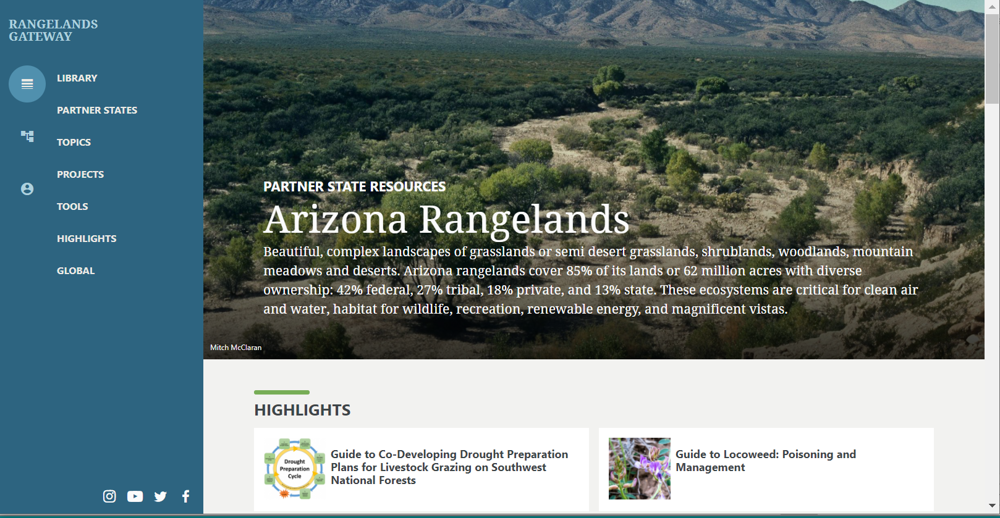 RANGELANDS
GATEWAY
LIBRARY
PARTNER STATES
TOPICS
PROJECTS
TOOLS
HIGHLIGHTS
GLOBAL
PARTNER STATE RESOURCES
Arizona Rangelands
Beautiful, complex landscapes of grasslands or semi desert grasslands, shrublands, woodlands, mountain
meadows and deserts. Arizona rangelands cover 85% of its lands or 62 million acres with diverse
ownership: 42% federal, 27% tribal, 18% private, and 13% state. These ecosystems are critical for clean air
and water, habitat for wildlife, recreation, renewable energy, and magnificent vistas.
Mitch McClaran
HIGHLIGHTS
Drought
Preparation
Cycle
Guide to Co-Developing Drought Preparation
Plans for Livestock Grazing on Southwest
National Forests
Guide to Locoweed: Poisoning and
Management